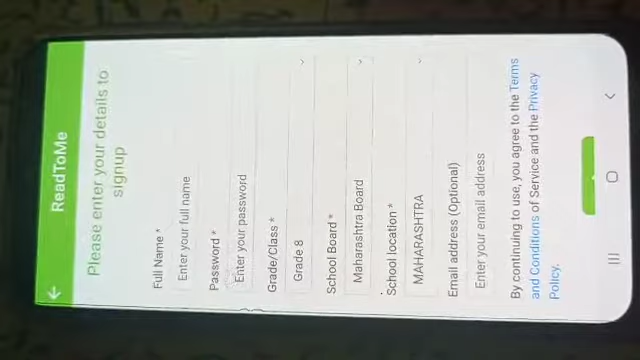 ReadToMe
Please enter your details to
signup
Full Name *
Enter your full name
Password *
Enter your password
Grade/Class *
Grade 8
School Board *
Maharashtra Board
School location *
MAHARASHTRA
Email address (Optional)
Enter your email address
By continuing to use, you agree to the Terms
and Conditions of Service and the Privacy
Policy.